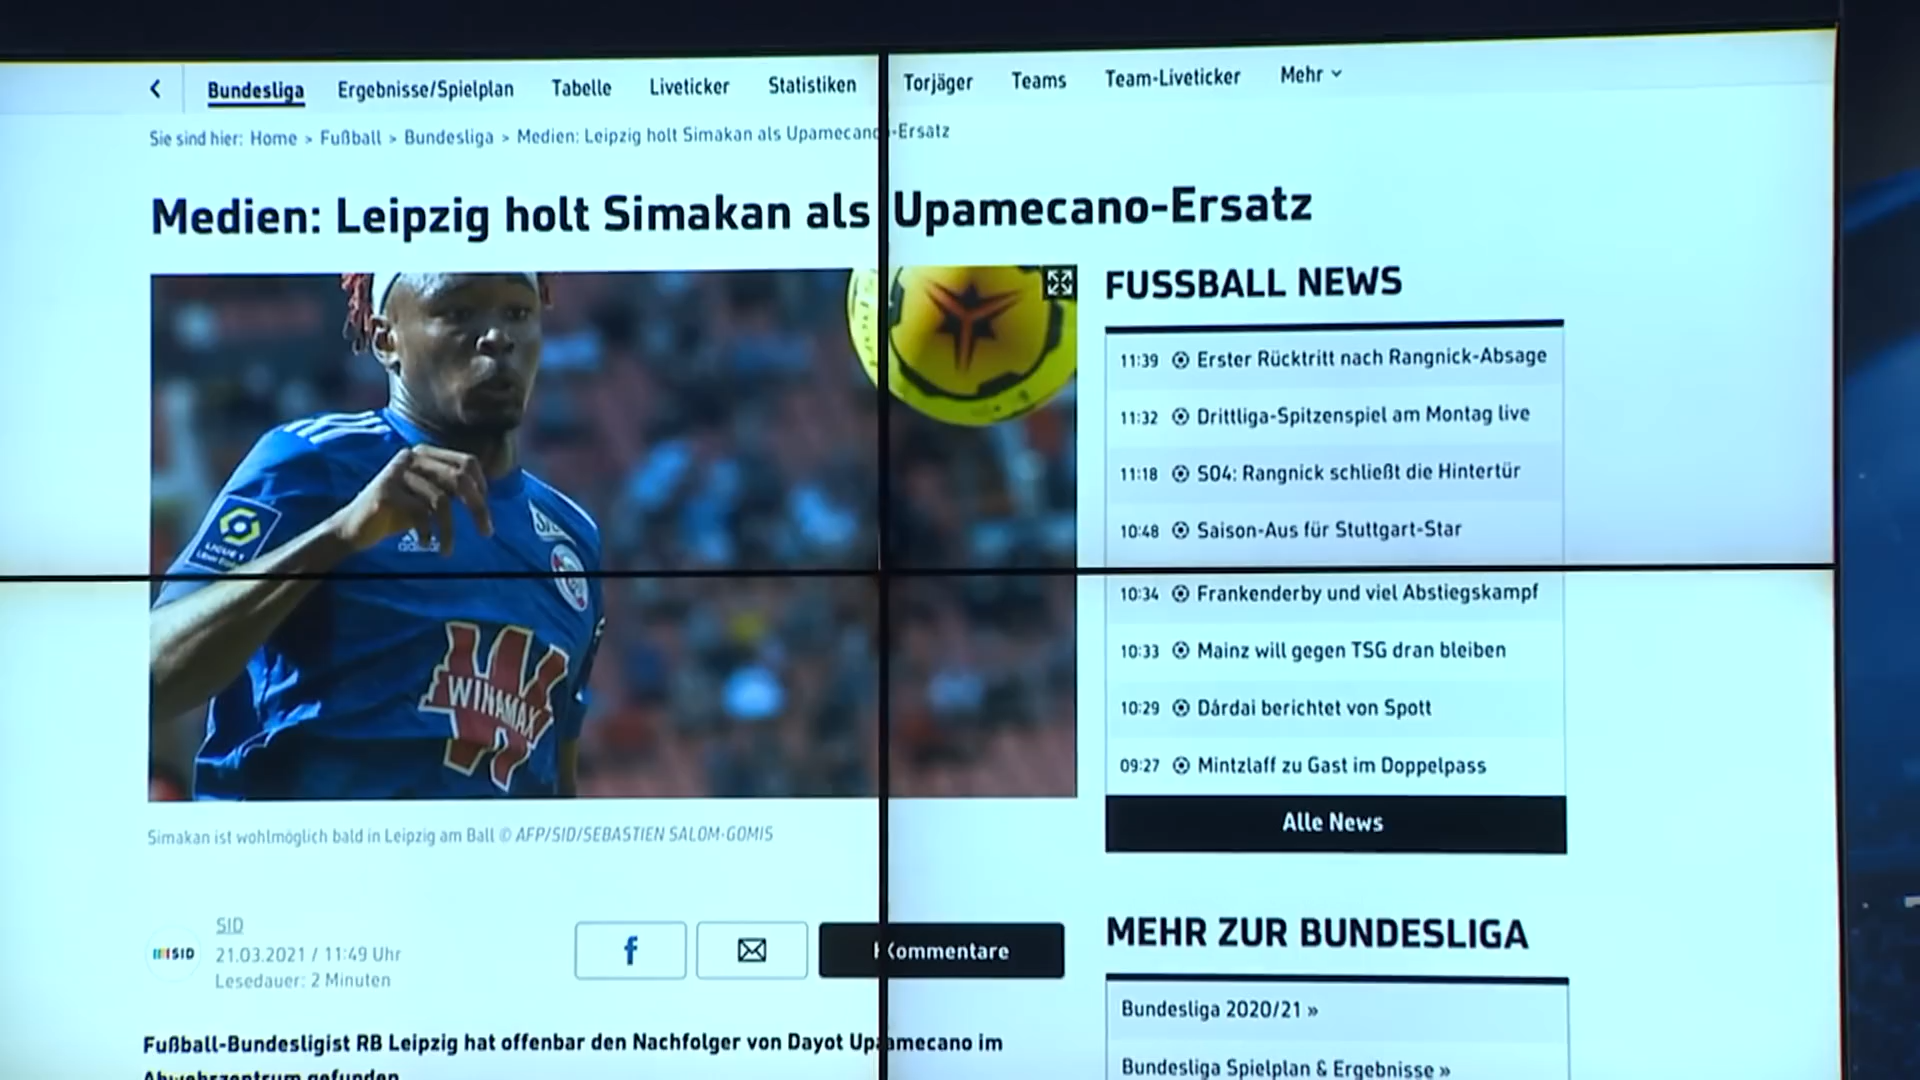 Bundesliga Ergebnisse/Spielplan Tabelle Liveticker Statistiken Torjäger Teams Team-Liveticker Mehr
Sie sind hier: Home > Fußball > Bundesliga > Medien: Leipzig holt Simakan als Upamecano-Ersatz
Medien: Leipzig holt Simakan als Upamecano-Ersatz
LIGUE 1
adidas
WINAMAX
Simakan ist wohlmöglich bald in Leipzig am Ball © AFP/SID/SEBASTIEN SALOM-GOMIS
SID
SID
21.03.2021 / 11:49 Uhr
Lesedauer: 2 Minuten
f
Kommentare
Fußball-Bundesligist RB Leipzig hat offenbar den Nachfolger von Dayot Upamecano im
Abwehrzentrum gefunden
FUSSBALL NEWS
11:39 Erster Rücktritt nach Rangnick-Absage
11:32 Drittliga-Spitzenspiel am Montag live
11:18 S04: Rangnick schließt die Hintertür
10:48 Saison-Aus für Stuttgart-Star
10:34 Frankenderby und viel Abstiegskampf
10:33 Mainz will gegen TSG dran bleiben
10:29 Dárdai berichtet von Spott
09:27 Mintzlaff zu Gast im Doppelpass
Alle News
MEHR ZUR BUNDESLIGA
Bundesliga 2020/21 »
Bundesliga Spielplan & Ergebnisse »